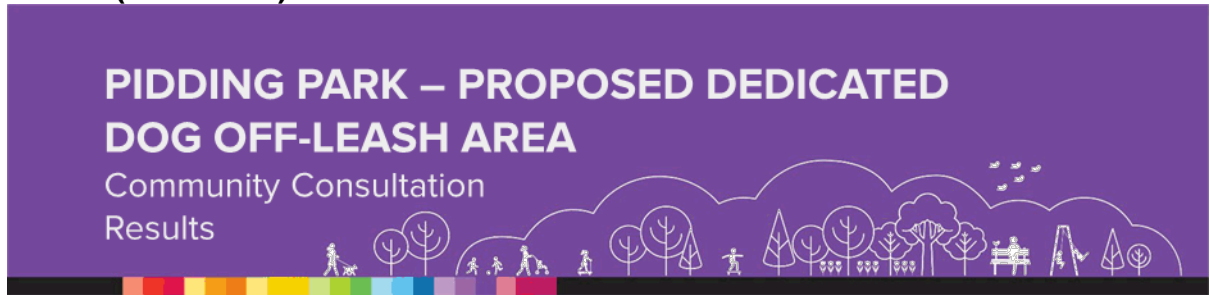 PIDDING PARK – PROPOSED DEDICATED
DOG OFF-LEASH AREA
Community Consultation
Results